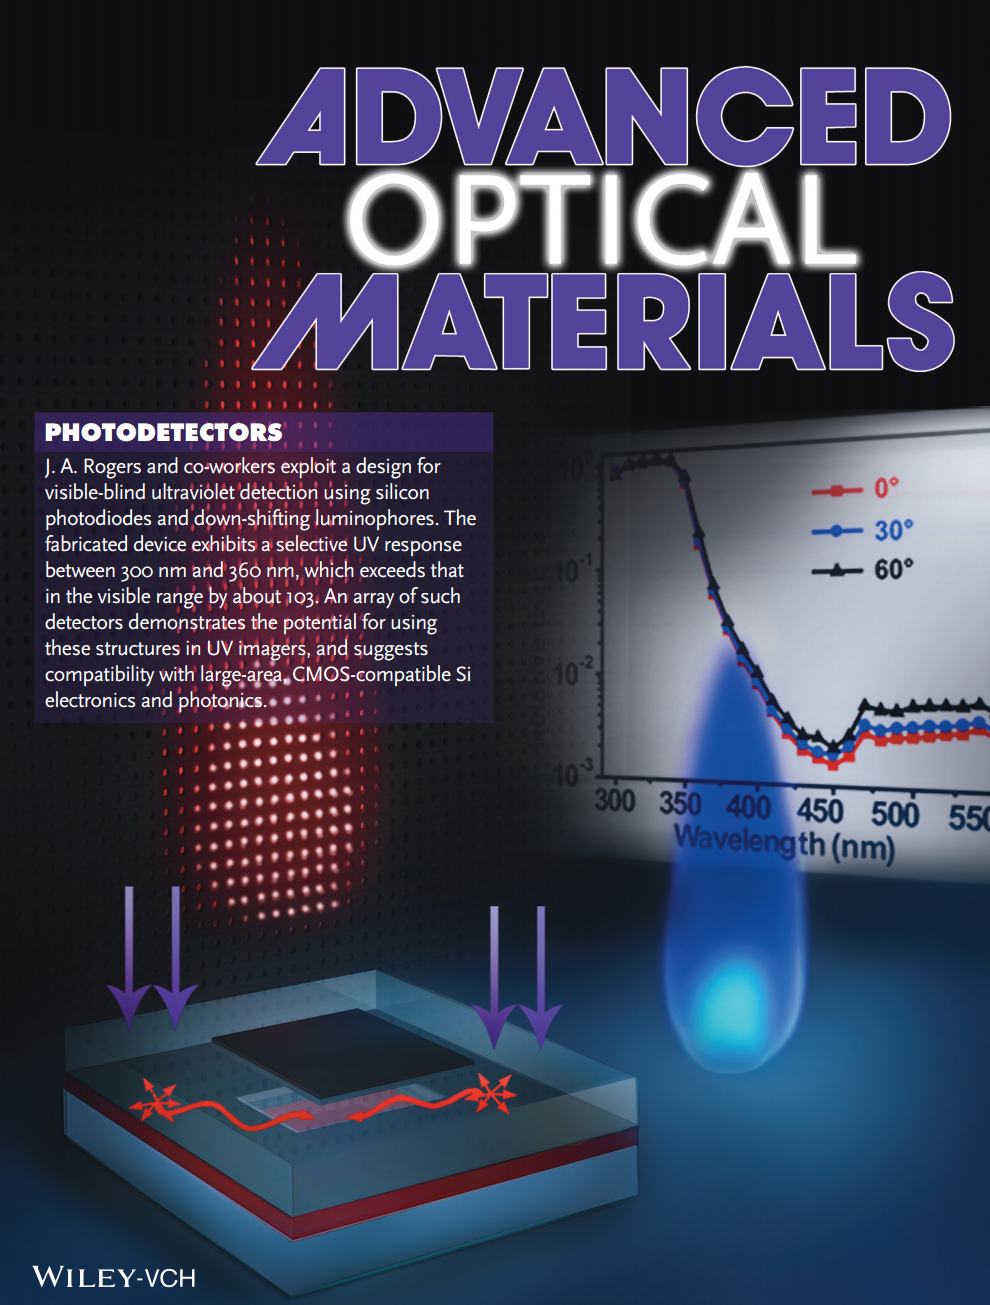 ADVANCED
OPTICAL
MATERIALS
PHOTODETECTORS
J. A. Rogers and co-workers exploit a design for
visible-blind ultraviolet detection using silicon
photodiodes and down-shifting luminophores. The
fabricated device exhibits a selective UV response
between 300 nm and 360 nm, which exceeds that
in the visible range by about 103. An array of such
detectors demonstrates the potential for using
these structures in UV imagers, and suggests
compatibility with large-area, CMOS-compatible Si
electronics and photonics.
10⁰
0°
30°
10⁻¹
60°
10⁻²
10⁻³
300 350 400 450 500 550
Wavelength (nm)
WILEY-VCH